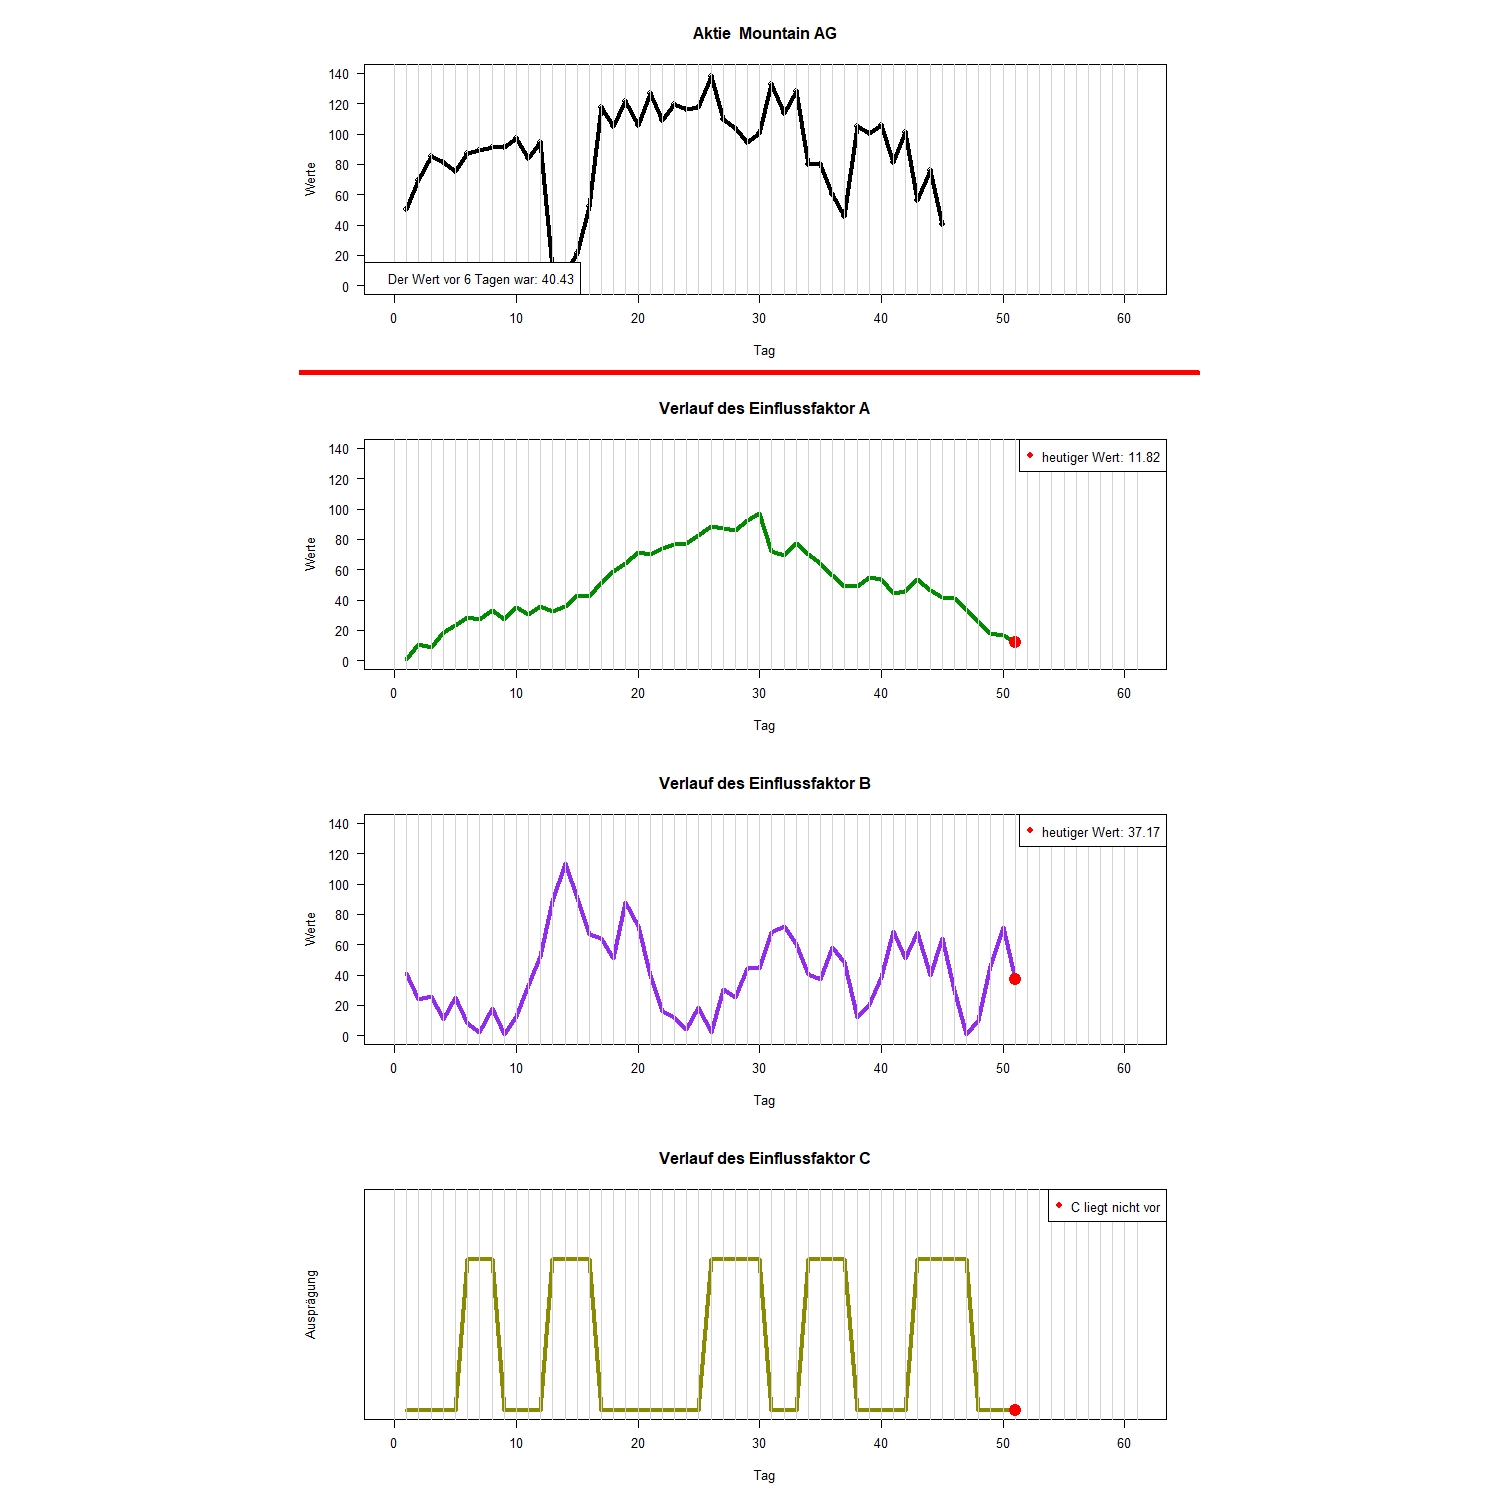 Aktie  Mountain AG
Werte
140
120
100
80
60
40
20
0
Der Wert vor 6 Tagen war: 40.43
0 10 20 30 40 50 60
Tag
Verlauf des Einflussfaktor A
Werte
140
120
100
80
60
40
20
0
heutiger Wert: 11.82
0 10 20 30 40 50 60
Tag
Verlauf des Einflussfaktor B
Werte
140
120
100
80
60
40
20
0
heutiger Wert: 37.17
0 10 20 30 40 50 60
Tag
Verlauf des Einflussfaktor C
Ausprägung
C liegt nicht vor
0 10 20 30 40 50 60
Tag